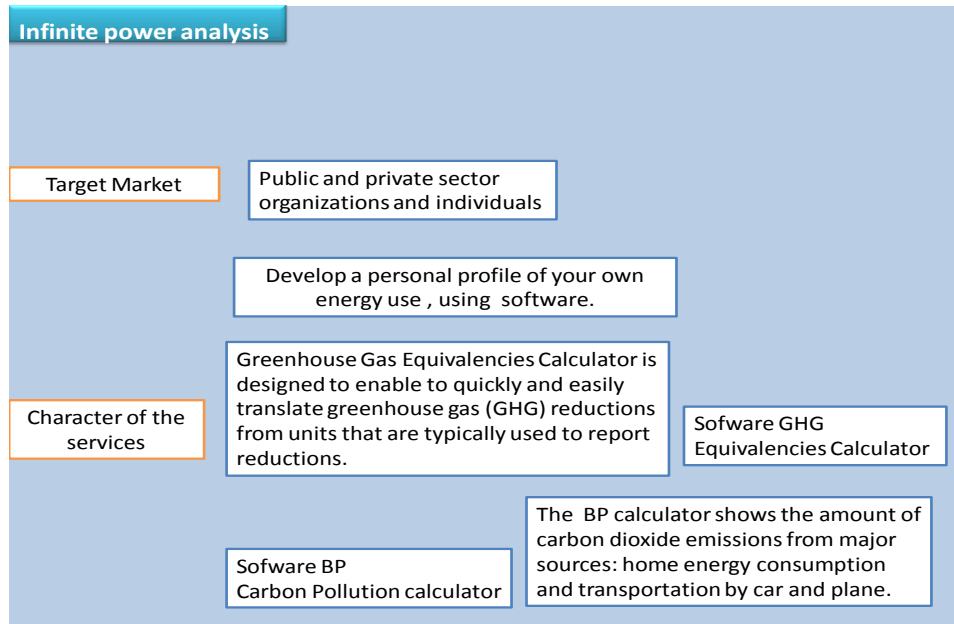 Infinite power analysis
Target Market
Public and private sector
organizations and individuals
Develop a personal profile of your own
energy use , using software.
Character of the
services
Greenhouse Gas Equivalencies Calculator is
designed to enable to quickly and easily
translate greenhouse gas (GHG) reductions
from units that are typically used to report
reductions.
Sofware GHG
Equivalencies Calculator
Sofware BP
Carbon Pollution calculator
The BP calculator shows the amount of
carbon dioxide emissions from major
sources: home energy consumption
and transportation by car and plane.